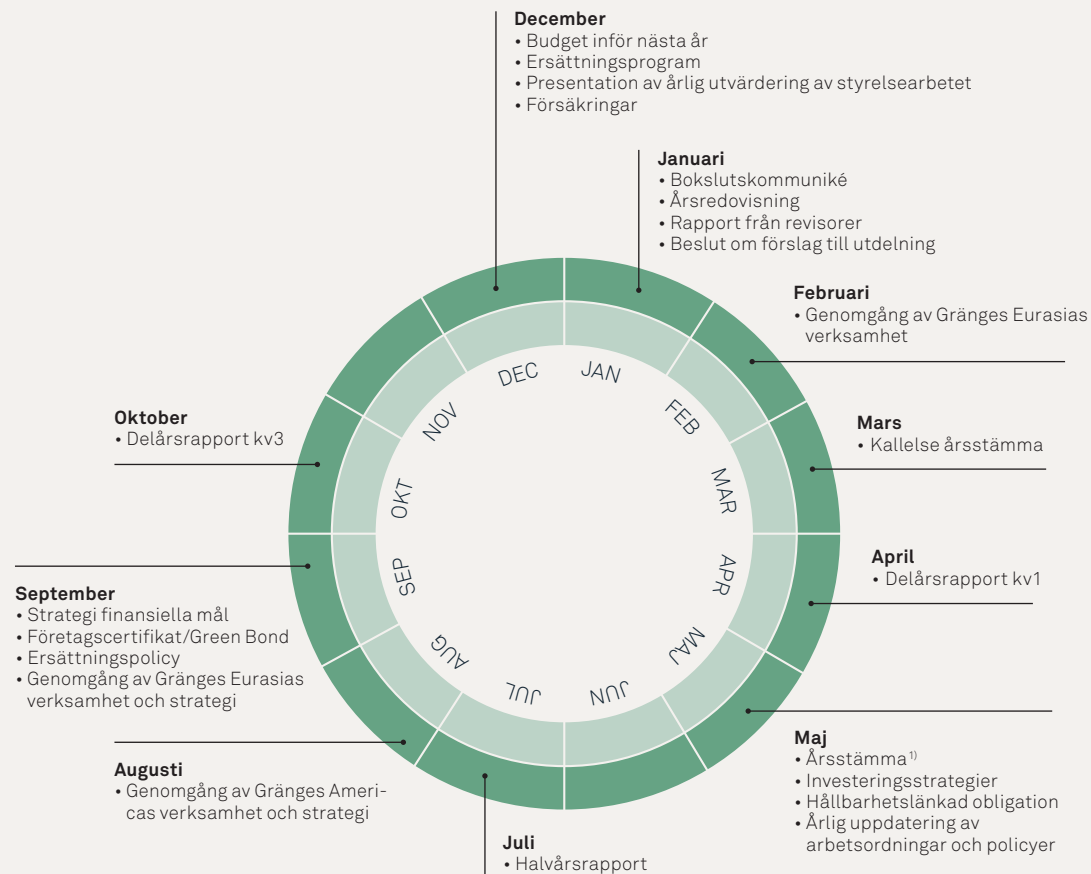 December
• Budget inför nästa år
• Ersättningsprogram
• Presentation av årlig utvärdering av styrelsearbetet
• Försäkringar
Januari
• Bokslutskommuniké
• Årsredovisning
• Rapport från revisorer
• Beslut om förslag till utdelning
Februari
• Genomgång av Gränges Eurasias
verksamhet
Mars
• Kallelse årsstämma
April
• Delårsrapport kv1
Maj
• Årsstämma 1)
• Investeringsstrategier
• Hållbarhetslänkad obligation
• Årlig uppdatering av
arbetsordningar och policyer
Juli
• Halvårsrapport
Augusti
• Genomgång av Gränges Ameri-
cas verksamhet och strategi
September
• Strategi finansiella mål
• Företagscertifikat/Green Bond
• Ersättningspolicy
• Genomgång av Gränges Eurasias
verksamhet och strategi
Oktober
• Delårsrapport kv3
JAN
FEB
MAR
APR
MAJ
JUN
JUL
AUG
SEP
OKT
NOV
DEC